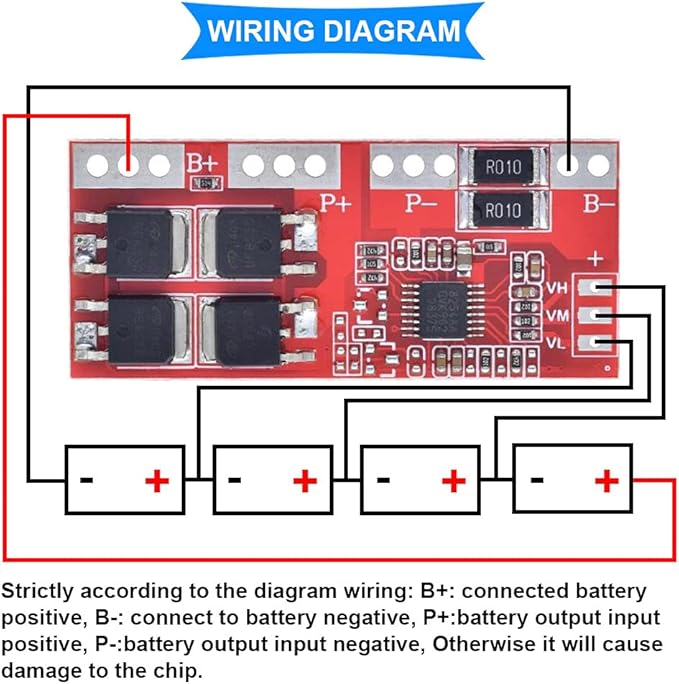 WIRING DIAGRAM
B+
P+
P-
R010
R010
B-
+
VH
VM
VL
- + - + - + - +
Strictly according to the diagram wiring: B+: connected battery
positive, B-: connect to battery negative, P+:battery output input
positive, P-:battery output input negative, Otherwise it will cause
damage to the chip.